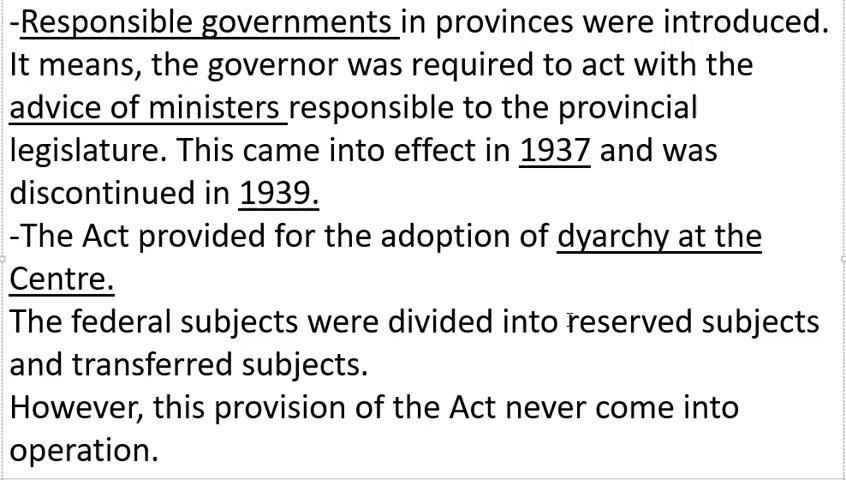 -Responsible governments in provinces were introduced.
It means, the governor was required to act with the
advice of ministers responsible to the provincial
legislature. This came into effect in 1937 and was
discontinued in 1939.
-The Act provided for the adoption of dyarchy at the
Centre.
The federal subjects were divided into reserved subjects
and transferred subjects.
However, this provision of the Act never come into
operation.